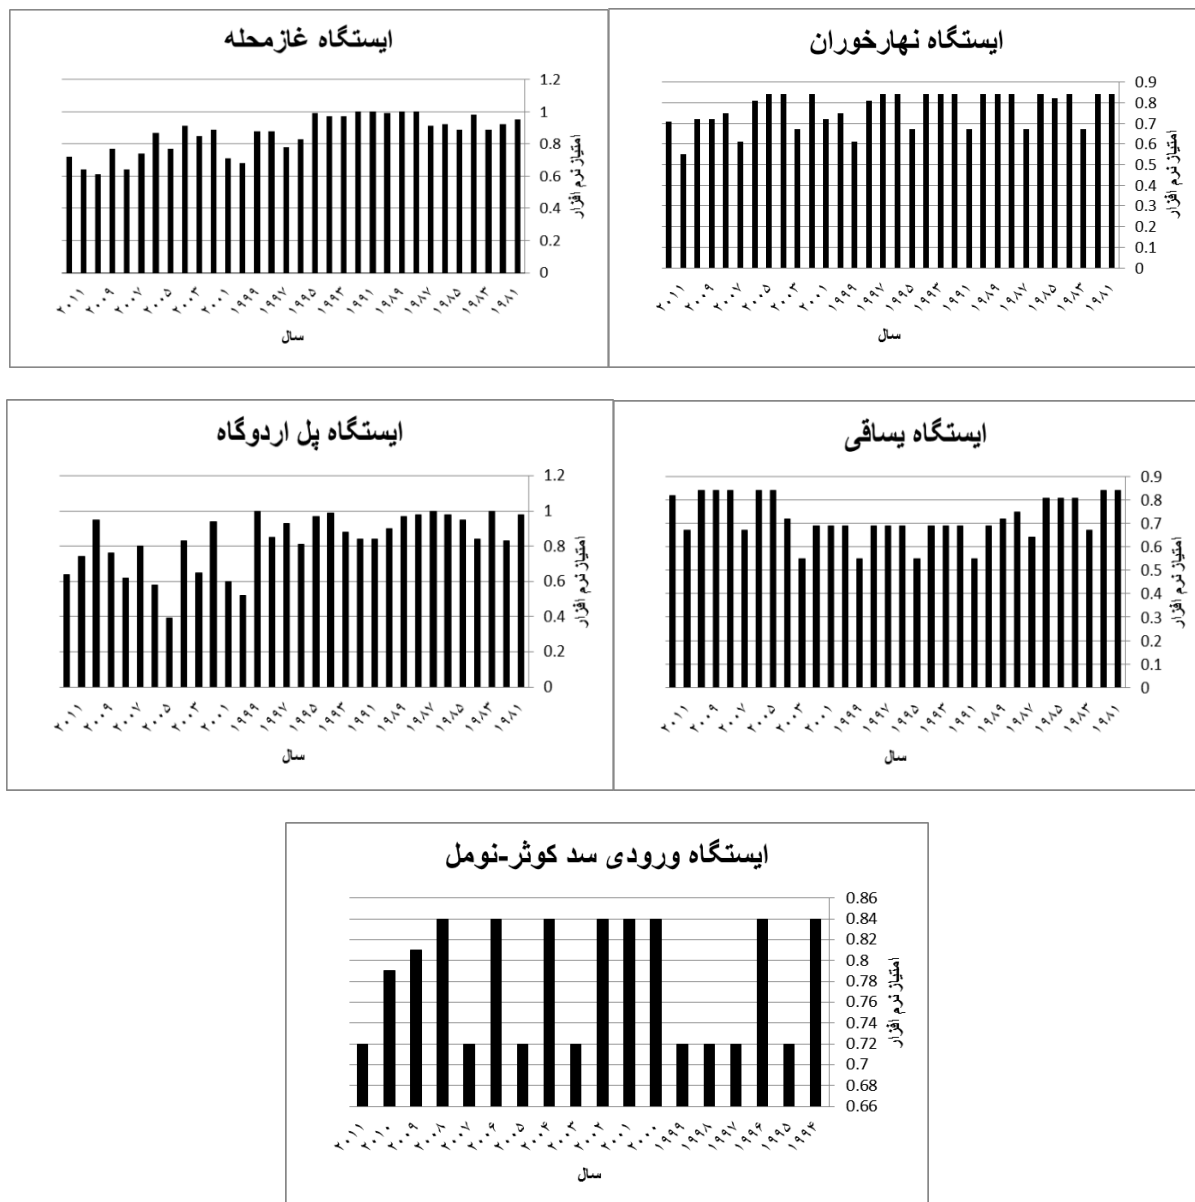 ایستگاه غازمحله
1.2
1
0.8
0.6
0.4
0.2
0
امتیاز نرم افزار
۲۰۱۱ ۲۰۰۹ ۲۰۰۷ ۲۰۰۵ ۲۰۰۳ ۲۰۰۱ ۱۹۹۹ ۱۹۹۷ ۱۹۹۵ ۱۹۹۳ ۱۹۹۱ ۱۹۸۹ ۱۹۸۷ ۱۹۸۵ ۱۹۸۳ ۱۹۸۱
سال
ایستگاه نهارخوران
0.9
0.8
0.7
0.6
0.5
0.4
0.3
0.2
0.1
0
امتیاز نرم افزار
۲۰۱۱ ۲۰۰۹ ۲۰۰۷ ۲۰۰۵ ۲۰۰۳ ۲۰۰۱ ۱۹۹۹ ۱۹۹۷ ۱۹۹۵ ۱۹۹۳ ۱۹۹۱ ۱۹۸۹ ۱۹۸۷ ۱۹۸۵ ۱۹۸۳ ۱۹۸۱
سال
ایستگاه پل اردوگاه
1.2
1
0.8
0.6
0.4
0.2
0
امتیاز نرم افزار
۲۰۱۱ ۲۰۰۹ ۲۰۰۷ ۲۰۰۵ ۲۰۰۳ ۲۰۰۱ ۱۹۹۹ ۱۹۹۷ ۱۹۹۵ ۱۹۹۳ ۱۹۹۱ ۱۹۸۹ ۱۹۸۷ ۱۹۸۵ ۱۹۸۳ ۱۹۸۱
سال
ایستگاه یساقی
0.9
0.8
0.7
0.6
0.5
0.4
0.3
0.2
0.1
0
امتیاز نرم افزار
۲۰۱۱ ۲۰۰۹ ۲۰۰۷ ۲۰۰۵ ۲۰۰۳ ۲۰۰۱ ۱۹۹۹ ۱۹۹۷ ۱۹۹۵ ۱۹۹۳ ۱۹۹۱ ۱۹۸۹ ۱۹۸۷ ۱۹۸۵ ۱۹۸۳ ۱۹۸۱
سال
ایستگاه ورودی سد کوثر-نومل
0.86
0.84
0.82
0.8
0.78
0.76
0.74
0.72
0.7
0.68
0.66
امتیاز نرم افزار
۲۰۱۱ ۲۰۱۰ ۲۰۰۹ ۲۰۰۸ ۲۰۰۷ ۲۰۰۶ ۲۰۰۵ ۲۰۰۴ ۲۰۰۳ ۲۰۰۲ ۲۰۰۱ ۲۰۰۰ ۱۹۹۹ ۱۹۹۸ ۱۹۹۷ ۱۹۹۶ ۱۹۹۵ ۱۹۹۴
سال